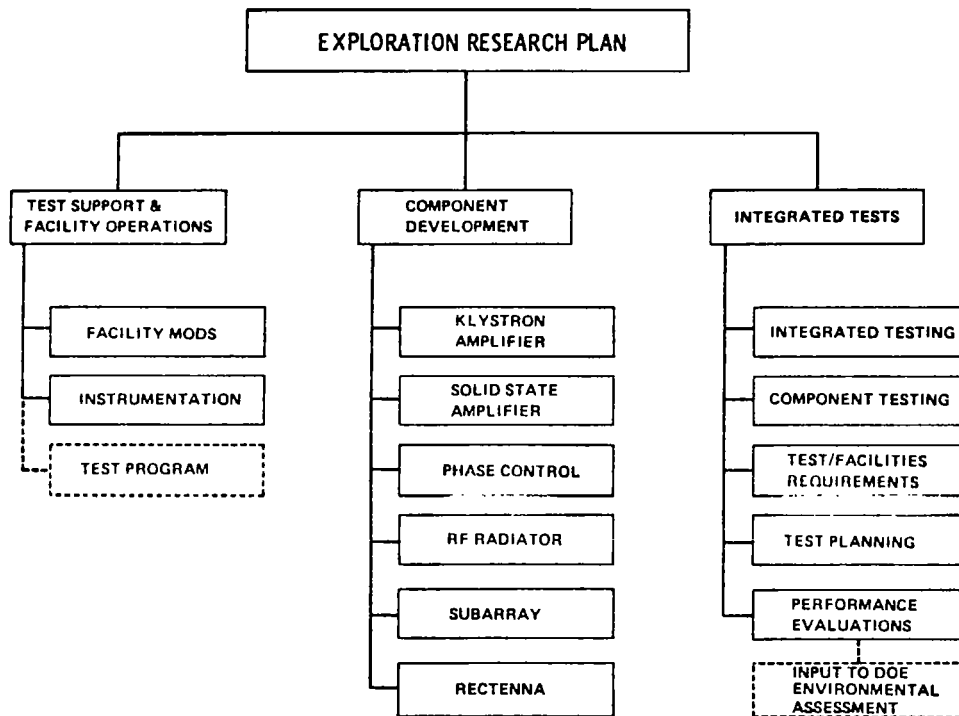 EXPLORATION RESEARCH PLAN
TEST SUPPORT &
FACILITY OPERATIONS
FACILITY MODS
INSTRUMENTATION
TEST PROGRAM
COMPONENT
DEVELOPMENT
KLYSTRON
AMPLIFIER
SOLID STATE
AMPLIFIER
PHASE CONTROL
RF RADIATOR
SUBARRAY
RECTENNA
INTEGRATED TESTS
INTEGRATED TESTING
COMPONENT TESTING
TEST/FACILITIES
REQUIREMENTS
TEST PLANNING
PERFORMANCE
EVALUATIONS
INPUT TO DOE
ENVIRONMENTAL
ASSESSMENT